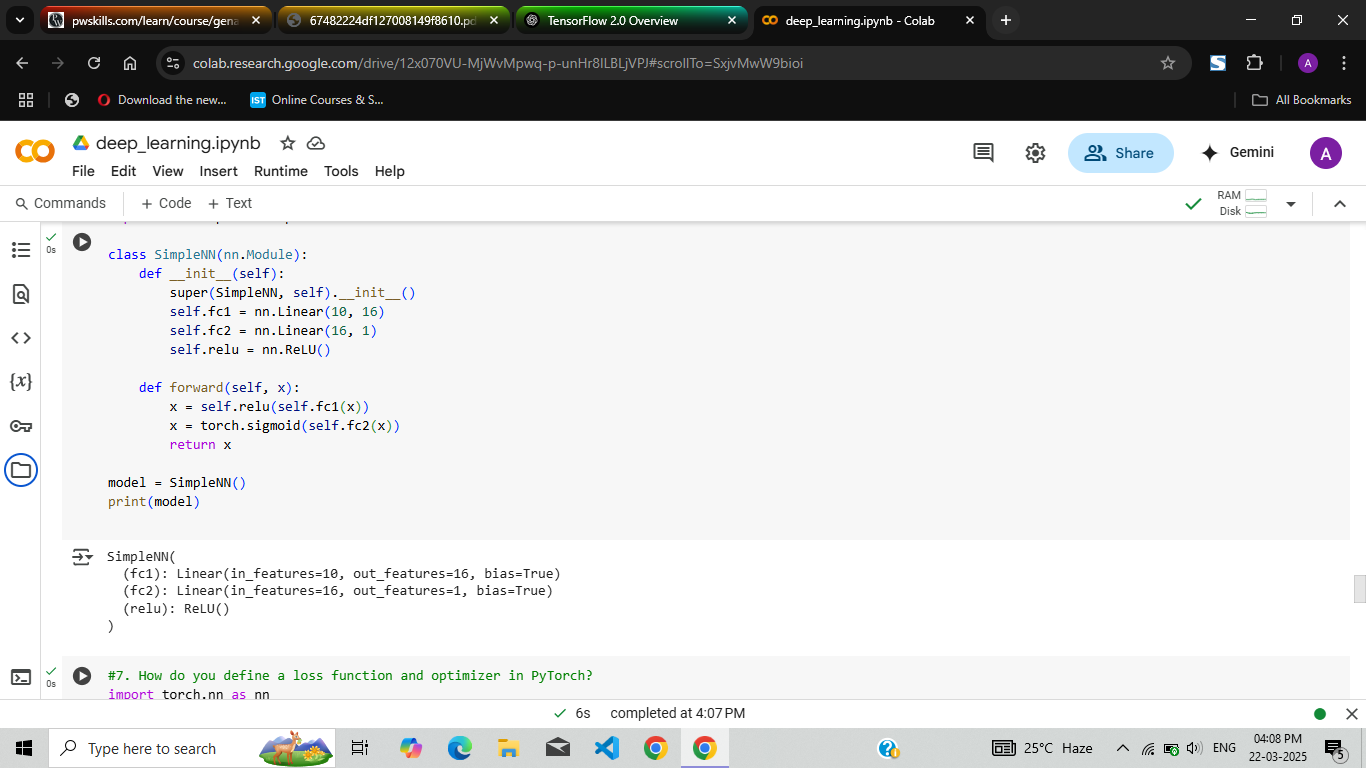 pwskills.com/learn/course/gena
67482224df127008149f8610.pd
TensorFlow 2.0 Overview
deep_learning.ipynb - Colab
colab.research.google.com/drive/12x070VU-MjWvMpwq-p-unHr8ILBLjVPJ#scrollTo=SxjvMwW9bioi
S
A
Download the new...
IST
Online Courses & S...
All Bookmarks
deep_learning.ipynb
File Edit View Insert Runtime Tools Help
Share
Gemini
A
Commands
+ Code + Text
RAM
Disk
0s
class SimpleNN(nn.Module):
    def __init__(self):
        super(SimpleNN, self).__init__()
        self.fc1 = nn.Linear(10, 16)
        self.fc2 = nn.Linear(16, 1)
        self.relu = nn.ReLU()
    def forward(self, x):
        x = self.relu(self.fc1(x))
        x = torch.sigmoid(self.fc2(x))
        return x
model = SimpleNN()
print(model)
SimpleNN(
  (fc1): Linear(in_features=10, out_features=16, bias=True)
  (fc2): Linear(in_features=16, out_features=1, bias=True)
  (relu): ReLU()
)
0s
#7. How do you define a loss function and optimizer in PyTorch?
import torch.nn as nn
6s completed at 4:07 PM
Type here to search
25°C Haze
ENG
04:08 PM
22-03-2025
5